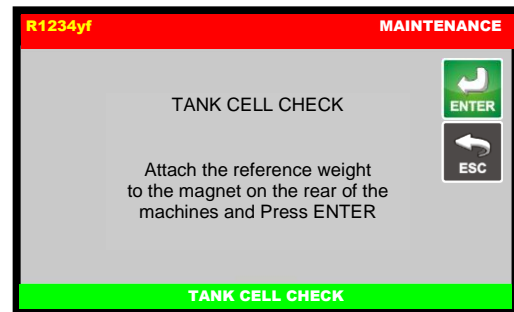 R1234yf MAINTENANCE
TANK CELL CHECK
ENTER
Attach the reference weight
to the magnet on the rear of the
machines and Press ENTER
ESC
TANK CELL CHECK